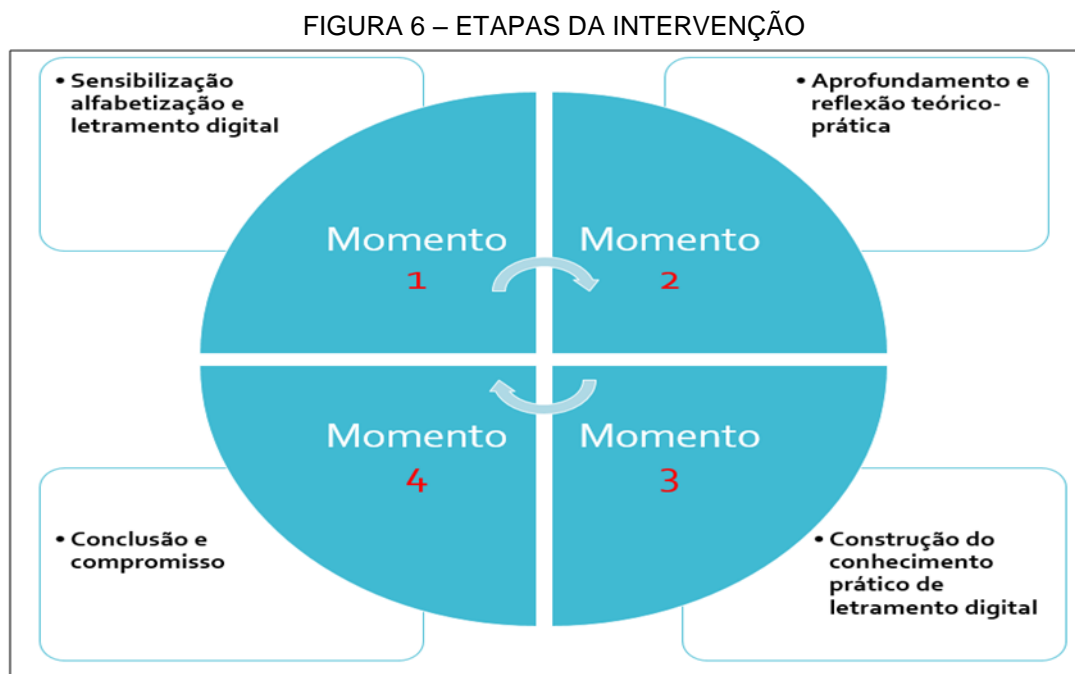 FIGURA 6 – ETAPAS DA INTERVENÇÃO
• Sensibilização
alfabetização e
letramento digital
• Aprofundamento e
reflexão teórico-
prática
Momento
1
Momento
2
Momento
4
Momento
3
• Conclusão e
compromisso
• Construção do
conhecimento
prático de
letramento digital